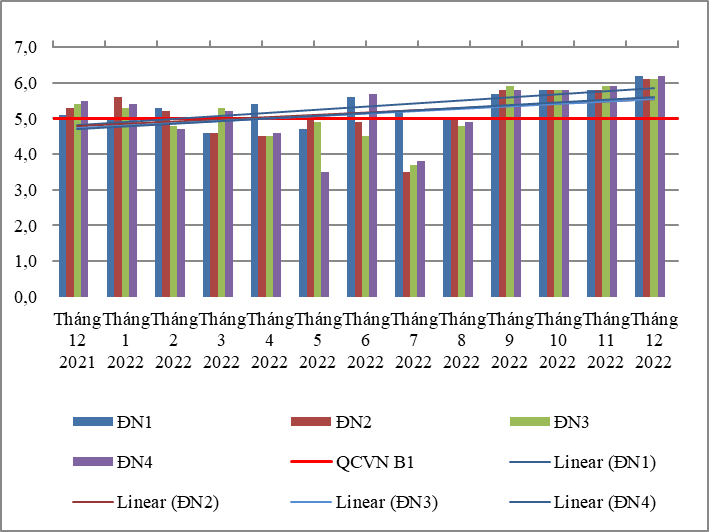 7,0
6,0
5,0
4,0
3,0
2,0
1,0
0,0
Tháng Tháng Tháng Tháng Tháng Tháng Tháng Tháng Tháng Tháng Tháng Tháng Tháng
12 1 2 3 4 5 6 7 8 9 10 11 12
2021 2022 2022 2022 2022 2022 2022 2022 2022 2022 2022 2022 2022
ĐN1 ĐN2 ĐN3
ĐN4 QCVN B1 Linear (ĐN1)
Linear (ĐN2) Linear (ĐN3) Linear (ĐN4)